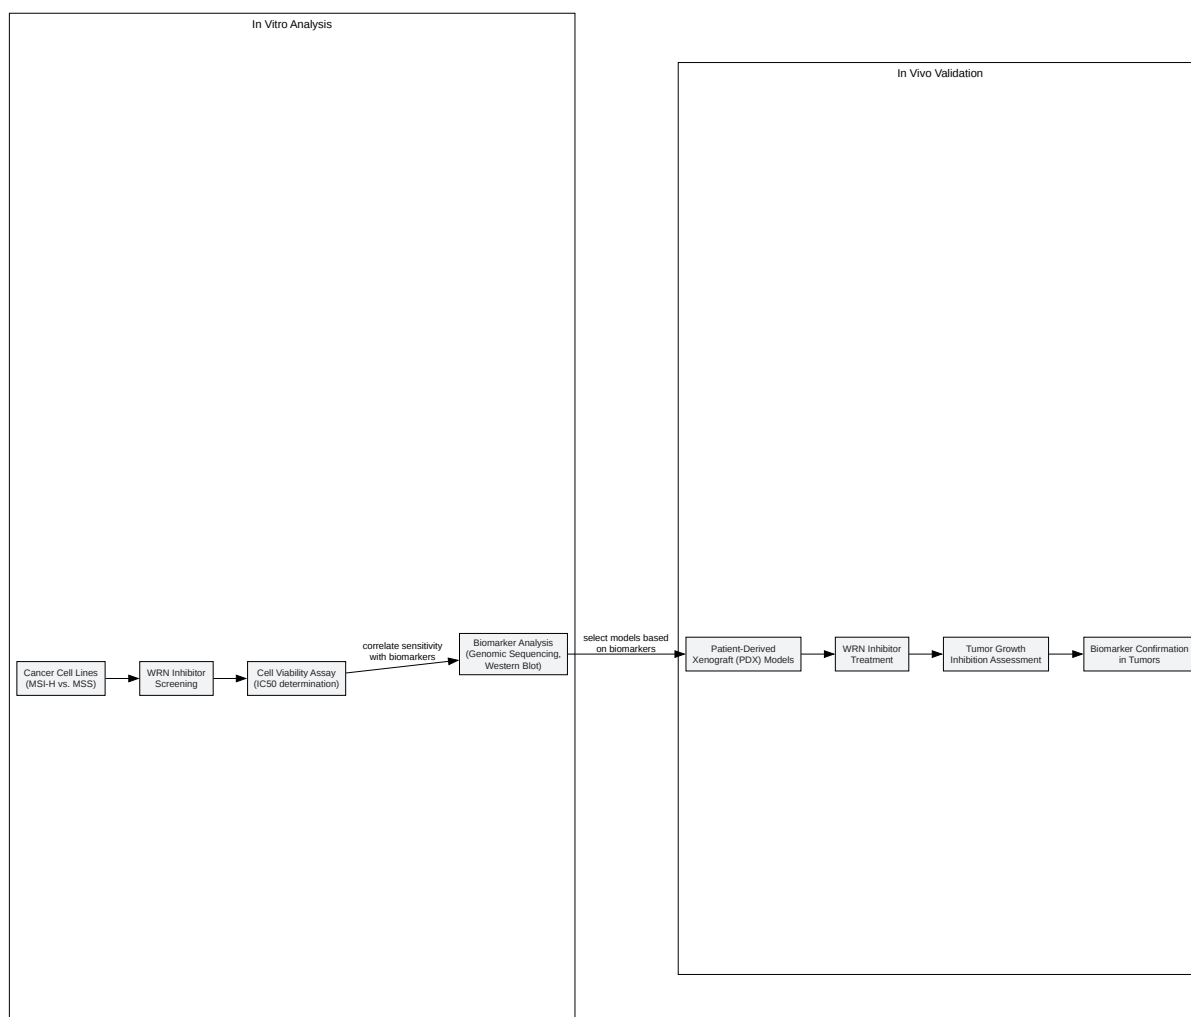 In Vitro Analysis
Cancer Cell Lines
(MSI-H vs. MSS)
WRN Inhibitor
Screening
Cell Viability Assay
(IC50 determination)
correlate sensitivity
with biomarkers
Biomarker Analysis
(Genomic Sequencing,
Western Blot)
select models based
on biomarkers
In Vivo Validation
Patient-Derived
Xenograft (PDX) Models
WRN Inhibitor
Treatment
Tumor Growth
Inhibition Assessment
Biomarker Confirmation
in Tumors